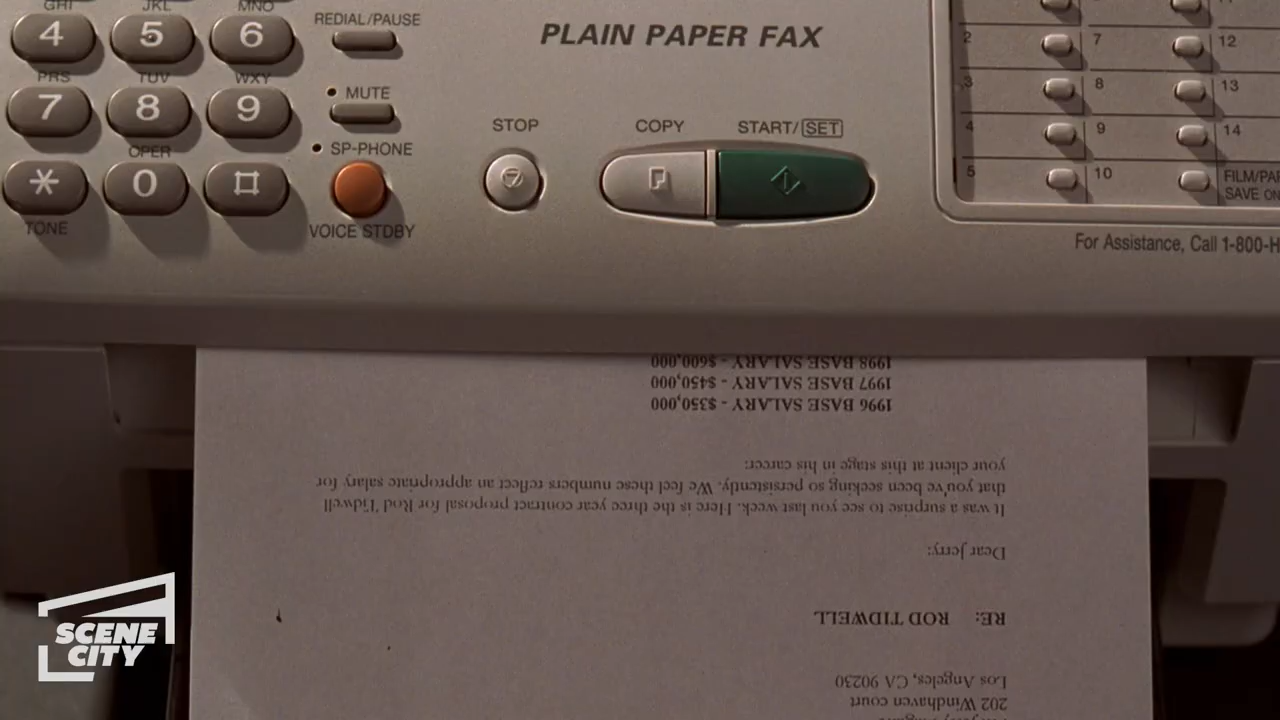 GHI
JKL
MNO
4
5
6
REDIAL/PAUSE
PRS
TUV
WXY
7
8
9
MUTE
OPER
SP-PHONE
*
0
TONE
VOICE STDBY
PLAIN PAPER FAX
STOP
COPY
START/SET
2
7
12
3
8
13
4
9
14
5
10
For Assistance, Call 1-800-
202 Windhaven court
Los Angeles, CA 90230
RE: ROD TIDWELL
Dear Jerry:
It was a surprise to see you last week. Here is the three year contract proposal for Rod Tidwell
that you've been seeking so persistently. We feel these numbers reflect an appropriate salary for
your client at this stage in his career:
1996 BASE SALARY - $350,000
1997 BASE SALARY - $450,000
1998 BASE SALARY - $600,000
SCENE
CITY